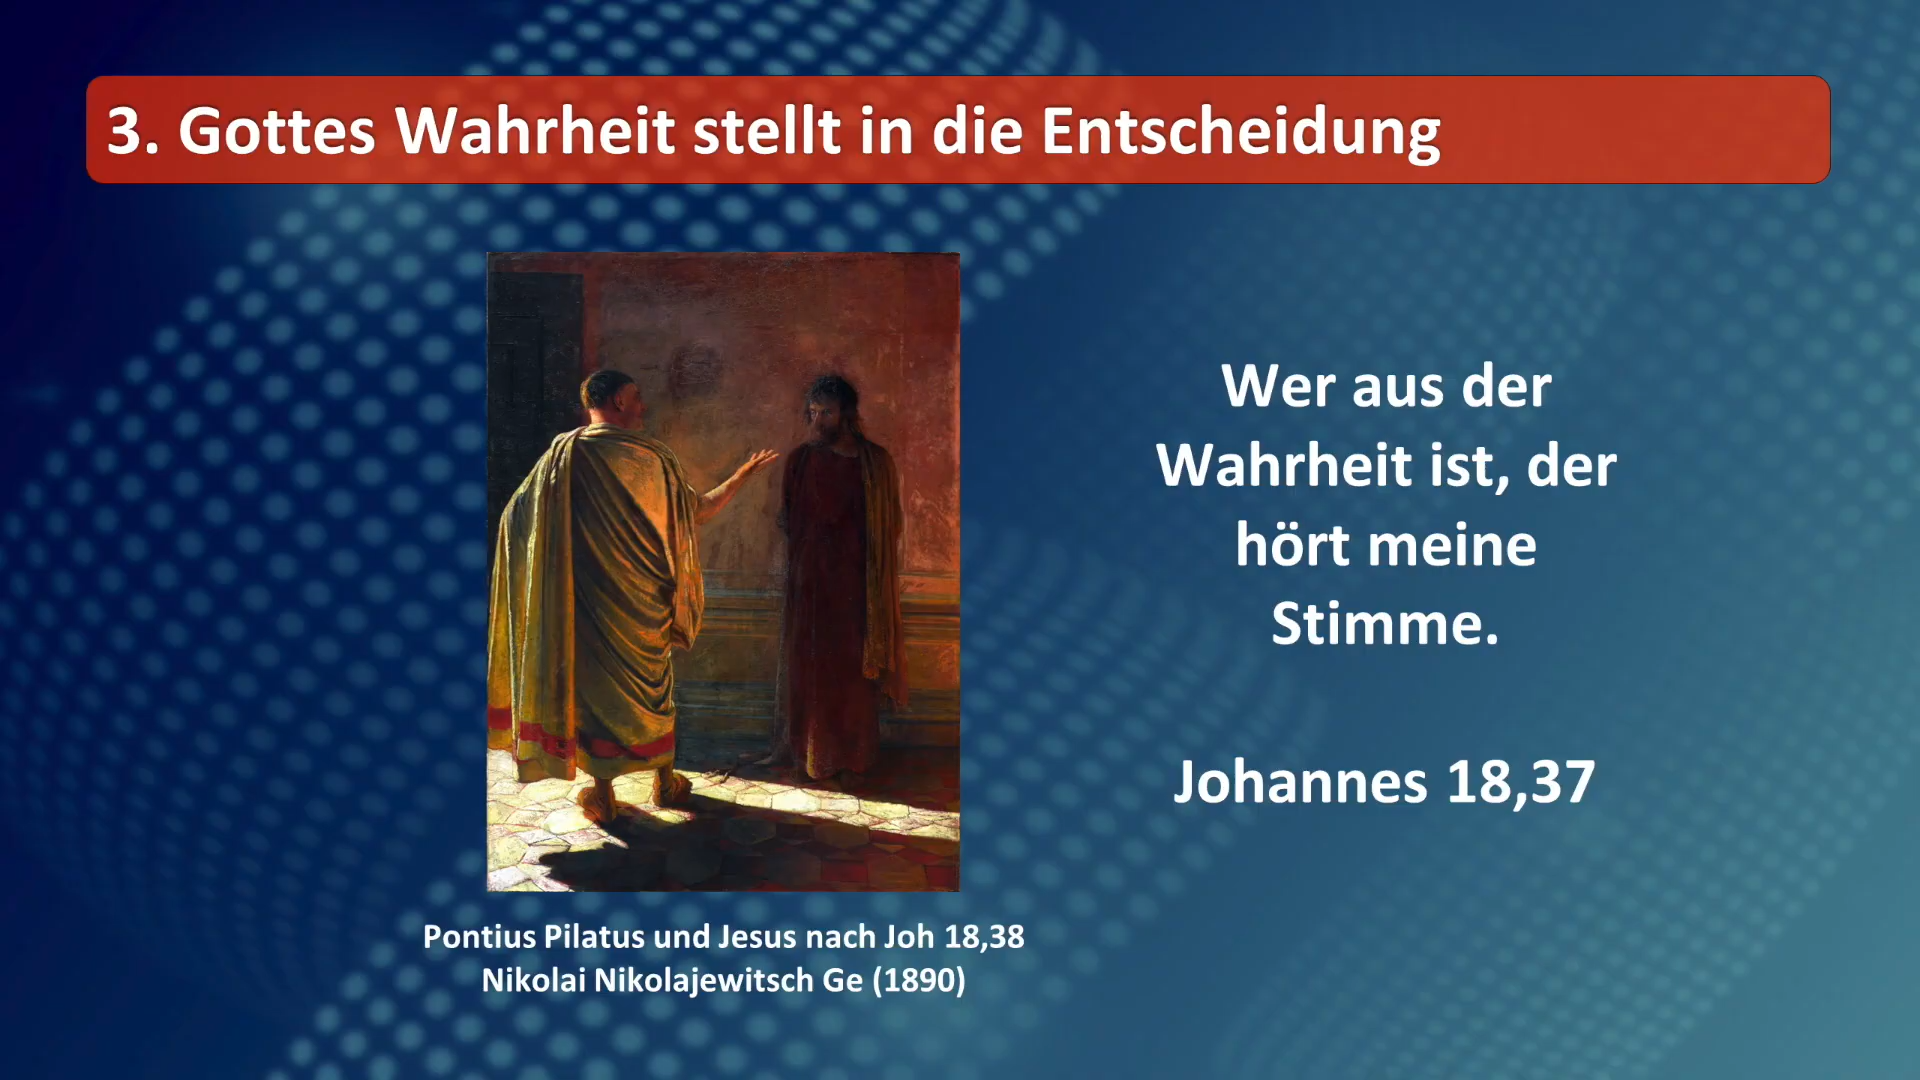 3. Gottes Wahrheit stellt in die Entscheidung
Wer aus der
Wahrheit ist, der
hört meine
Stimme.
Johannes 18,37
Pontius Pilatus und Jesus nach Joh 18,38
Nikolai Nikolajewitsch Ge (1890)